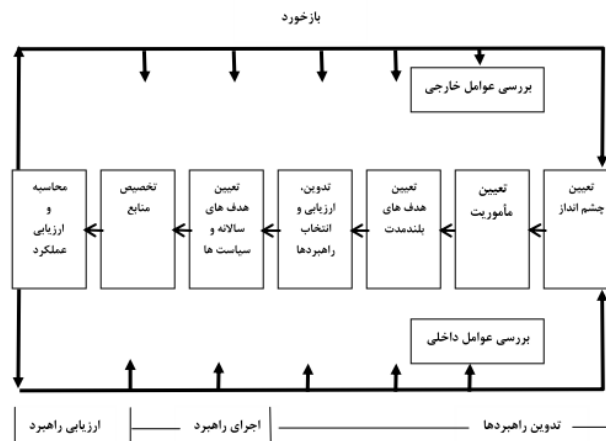 بازخورد
بررسی عوامل خارجی
تعیین
چشم انداز
تعیین
مأموریت
تعیین
هدف های
بلندمدت
تدوین،
ارزیابی و
انتخاب
راهبردها
تعیین
هدف های
سالانه و
سیاست ها
تخصیص
منابع
محاسبه
و
ارزیابی
عملکرد
بررسی عوامل داخلی
تدوین راهبردها
اجرای راهبرد
ارزیابی راهبرد